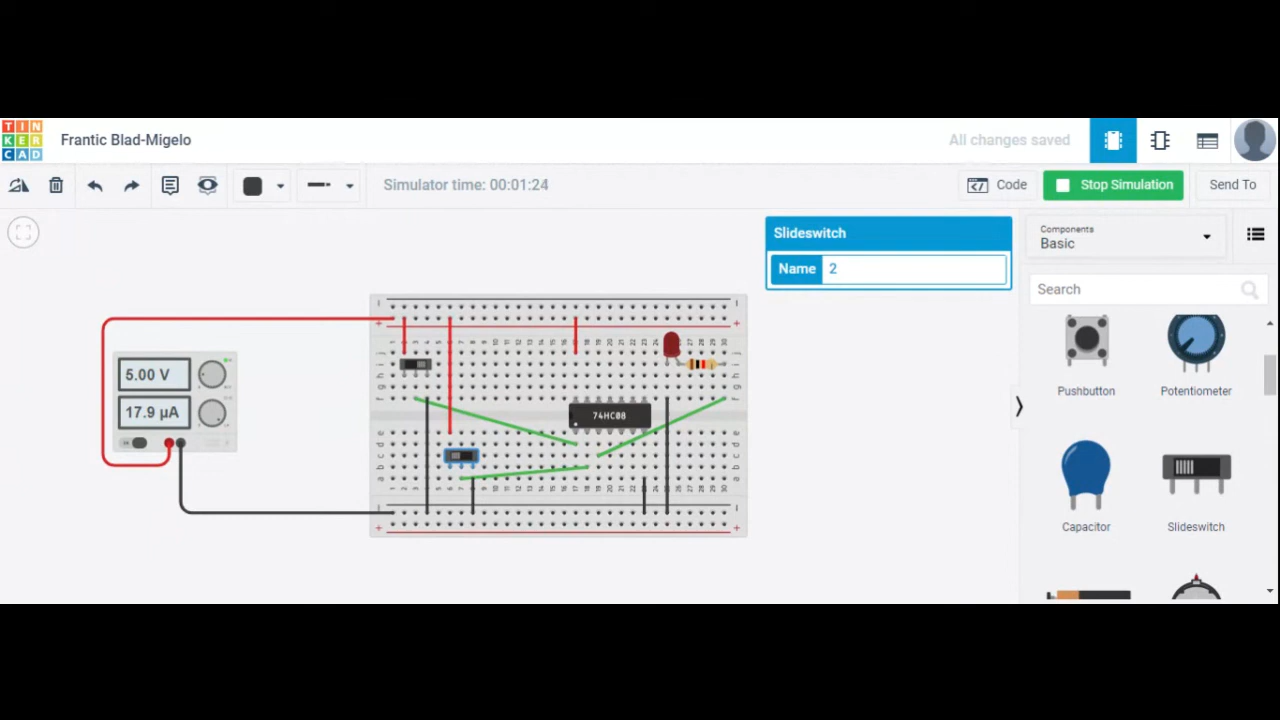 TIN
KER
CAD
Frantic Blad-Migelo
All changes saved
Simulator time: 00:01:24
Code
Stop Simulation
Send To
Slideswitch
Name 2
Components
Basic
Search
5.00 V
17.9 µA
74HC08
Pushbutton
Potentiometer
Capacitor
Slideswitch